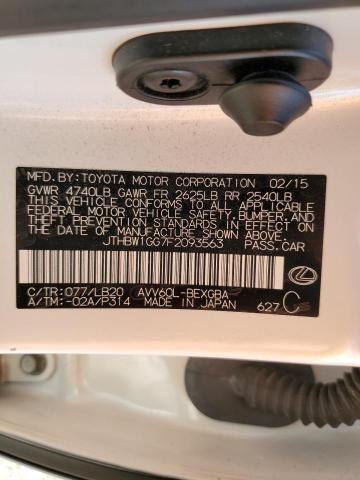 MFD.BY:TOYOTA MOTOR CORPORATION 02/15
GVWR 4740LB GAWR FR 2625LB RR 2540LB
THIS VEHICLE CONFORMS TO ALL APPLICABLE
FEDERAL MOTOR VEHICLE SAFETY,BUMPER,AND
THEFT PREVENTION STANDARDS IN EFFECT ON
THE DATE OF MANUFACTURE SHOWN ABOVE.
JTHBW1GG7F2093563 PASS.CAR
C/TR:077/LB20 AVV60L-BEXGBA
A/TM:-02A/P314 MADE IN JAPAN 627